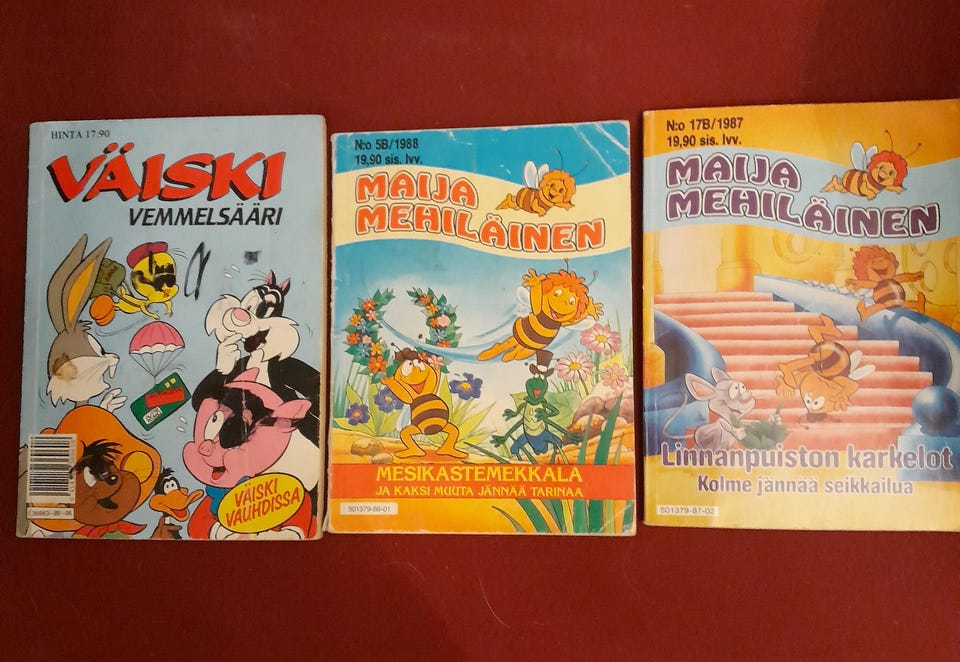 HINTA 17:90
VÄISKI
VEMMELSÄÄRI
VÄISKI
VAUHDISSA
N:o 5B/1988
19,90 sis. lvv.
MAIJA
MEHILÄINEN
MESIKASTEMEKKALA
JA KAKSI MUUTA JÄNNÄÄ TARINAA
501379-88-01
N:o 17B/1987
19,90 sis. lvv.
MAIJA
MEHILÄINEN
Linnanpuiston karkelot
Kolme jännää seikkailua
501379-87-02